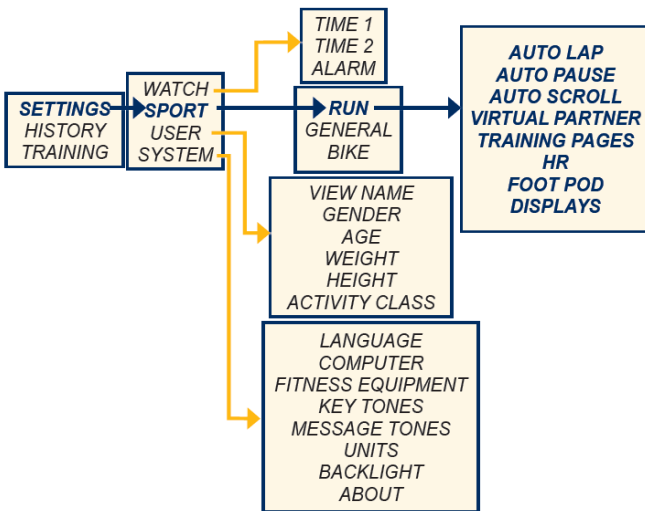 SETTINGS
HISTORY
TRAINING
WATCH
SPORT
USER
SYSTEM
TIME 1
TIME 2
ALARM
RUN
GENERAL
BIKE
AUTO LAP
AUTO PAUSE
AUTO SCROLL
VIRTUAL PARTNER
TRAINING PAGES
HR
FOOT POD
DISPLAYS
VIEW NAME
GENDER
AGE
WEIGHT
HEIGHT
ACTIVITY CLASS
LANGUAGE
COMPUTER
FITNESS EQUIPMENT
KEY TONES
MESSAGE TONES
UNITS
BACKLIGHT
ABOUT